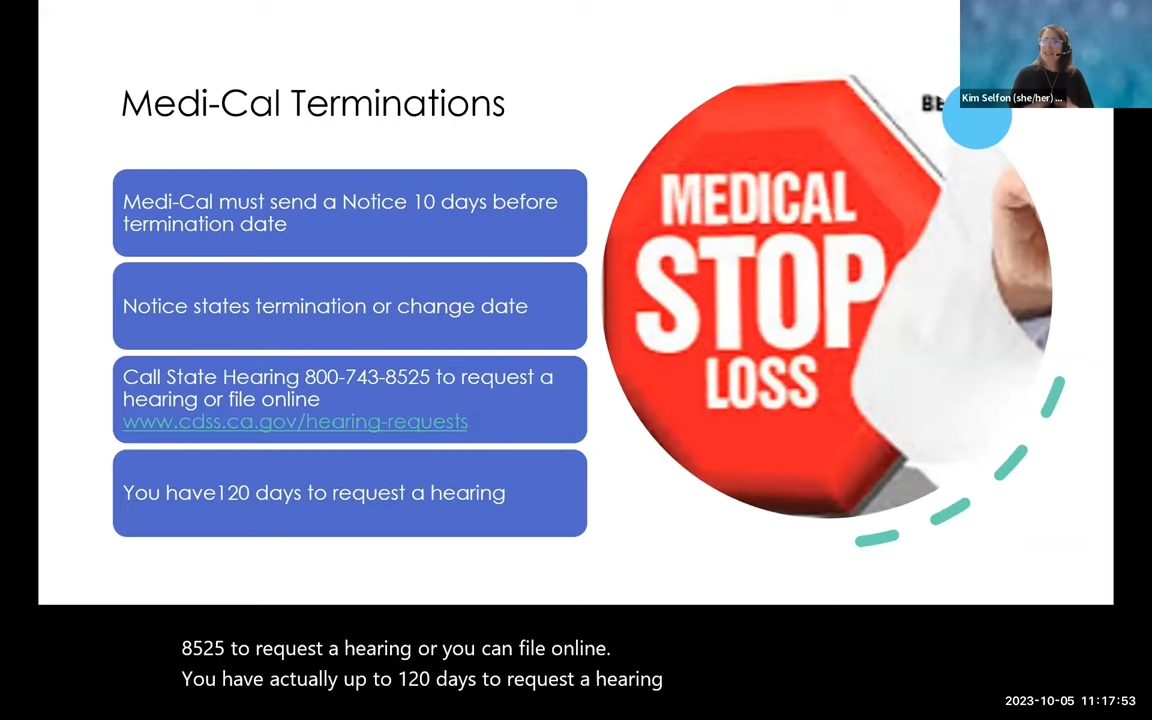 Medi-Cal Terminations
Medi-Cal must send a Notice 10 days before
termination date
Notice states termination or change date
Call State Hearing 800-743-8525 to request a
hearing or file online
www.cdss.ca.gov/hearing-requests
You have120 days to request a hearing
MEDICAL
STOP
LOSS
Kim Selfon (she/her) ...
8525 to request a hearing or you can file online.
You have actually up to 120 days to request a hearing
2023-10-05 11:17:53